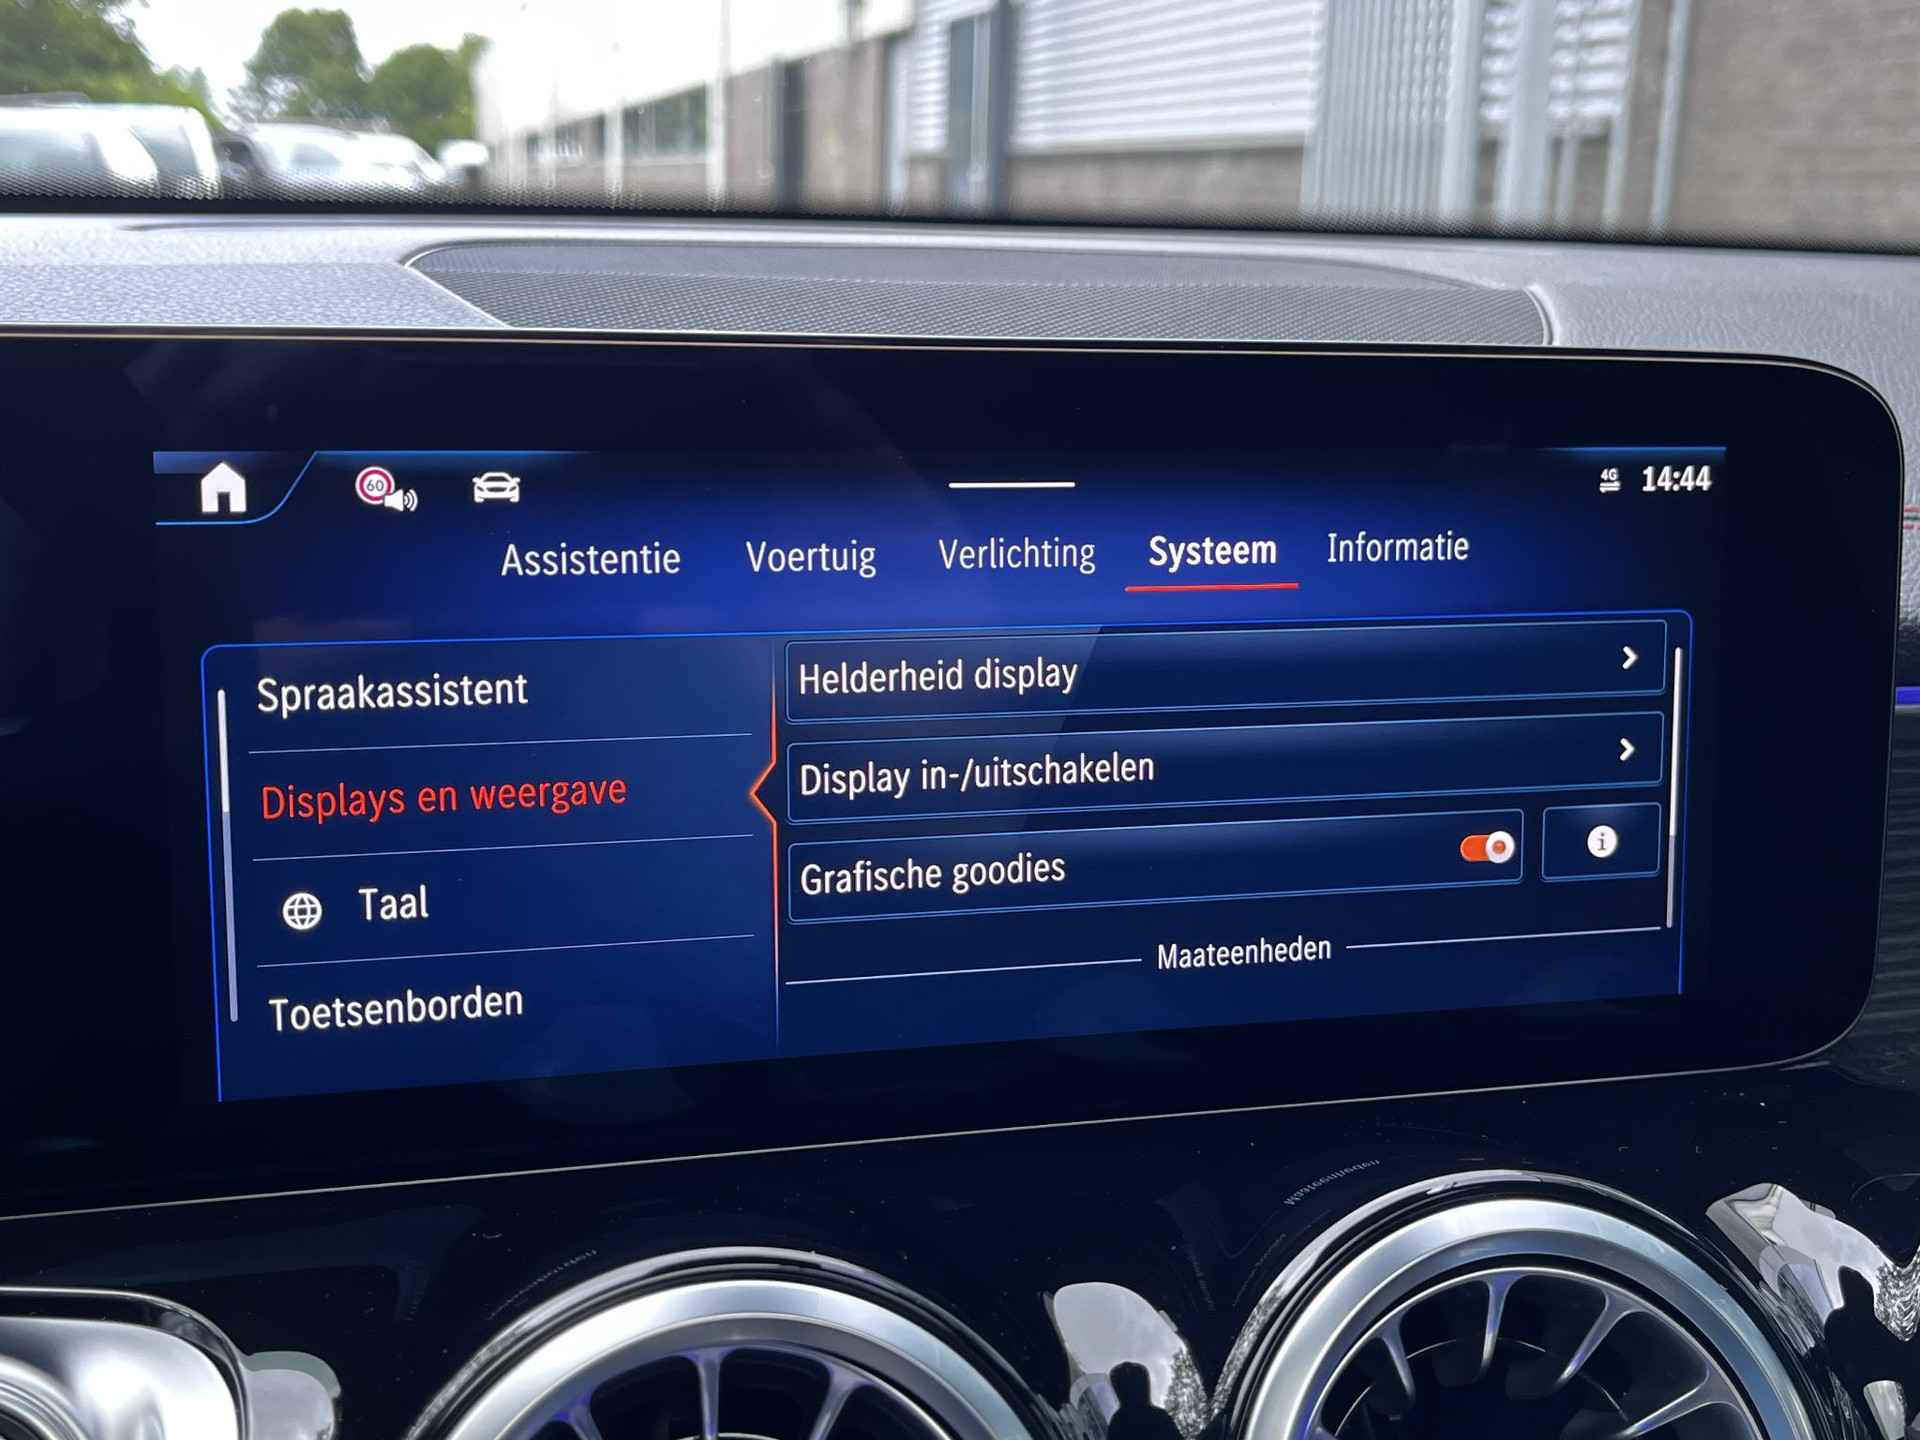 60
4G
14:44
Assistentie Voertuig Verlichting Systeem Informatie
Spraakassistent
Displays en weergave
Taal
Toetsenborden
Helderheid display
Display in-/uitschakelen
Grafische goodies
i
Maateenheden